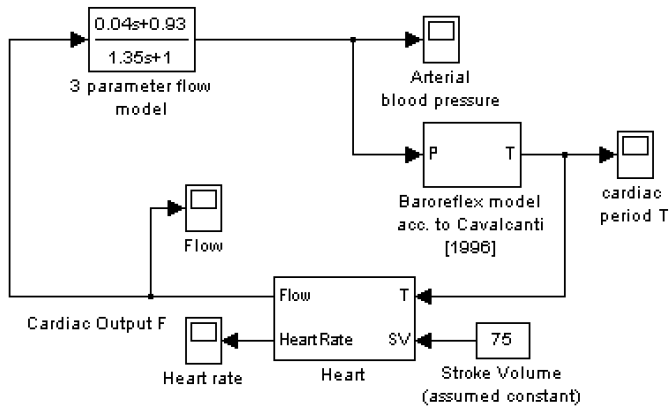 0.04s+0.93
1.35s+1
3 parameter flow
model
Arterial
blood pressure
P
T
Baroreflex model
acc. to Cavalcanti
[1996]
cardiac
period T
Flow
Flow
T
Cardiac Output F
HeartRate
SV
75
Heart rate
Heart
Stroke Volume
(assumed constant)